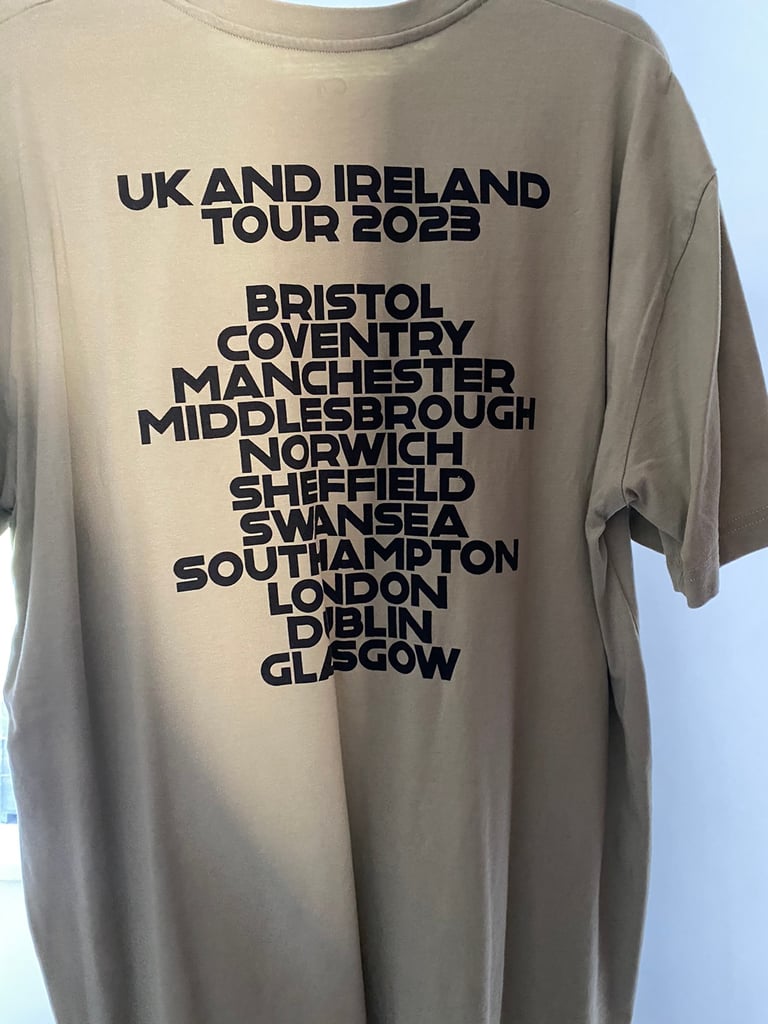 UK AND IRELAND
TOUR 2023
BRISTOL
COVENTRY
MANCHESTER
MIDDLESBROUGH
NORWICH
SHEFFIELD
SWANSEA
SOUTHAMPTON
LONDON
DUBLIN
GLASGOW